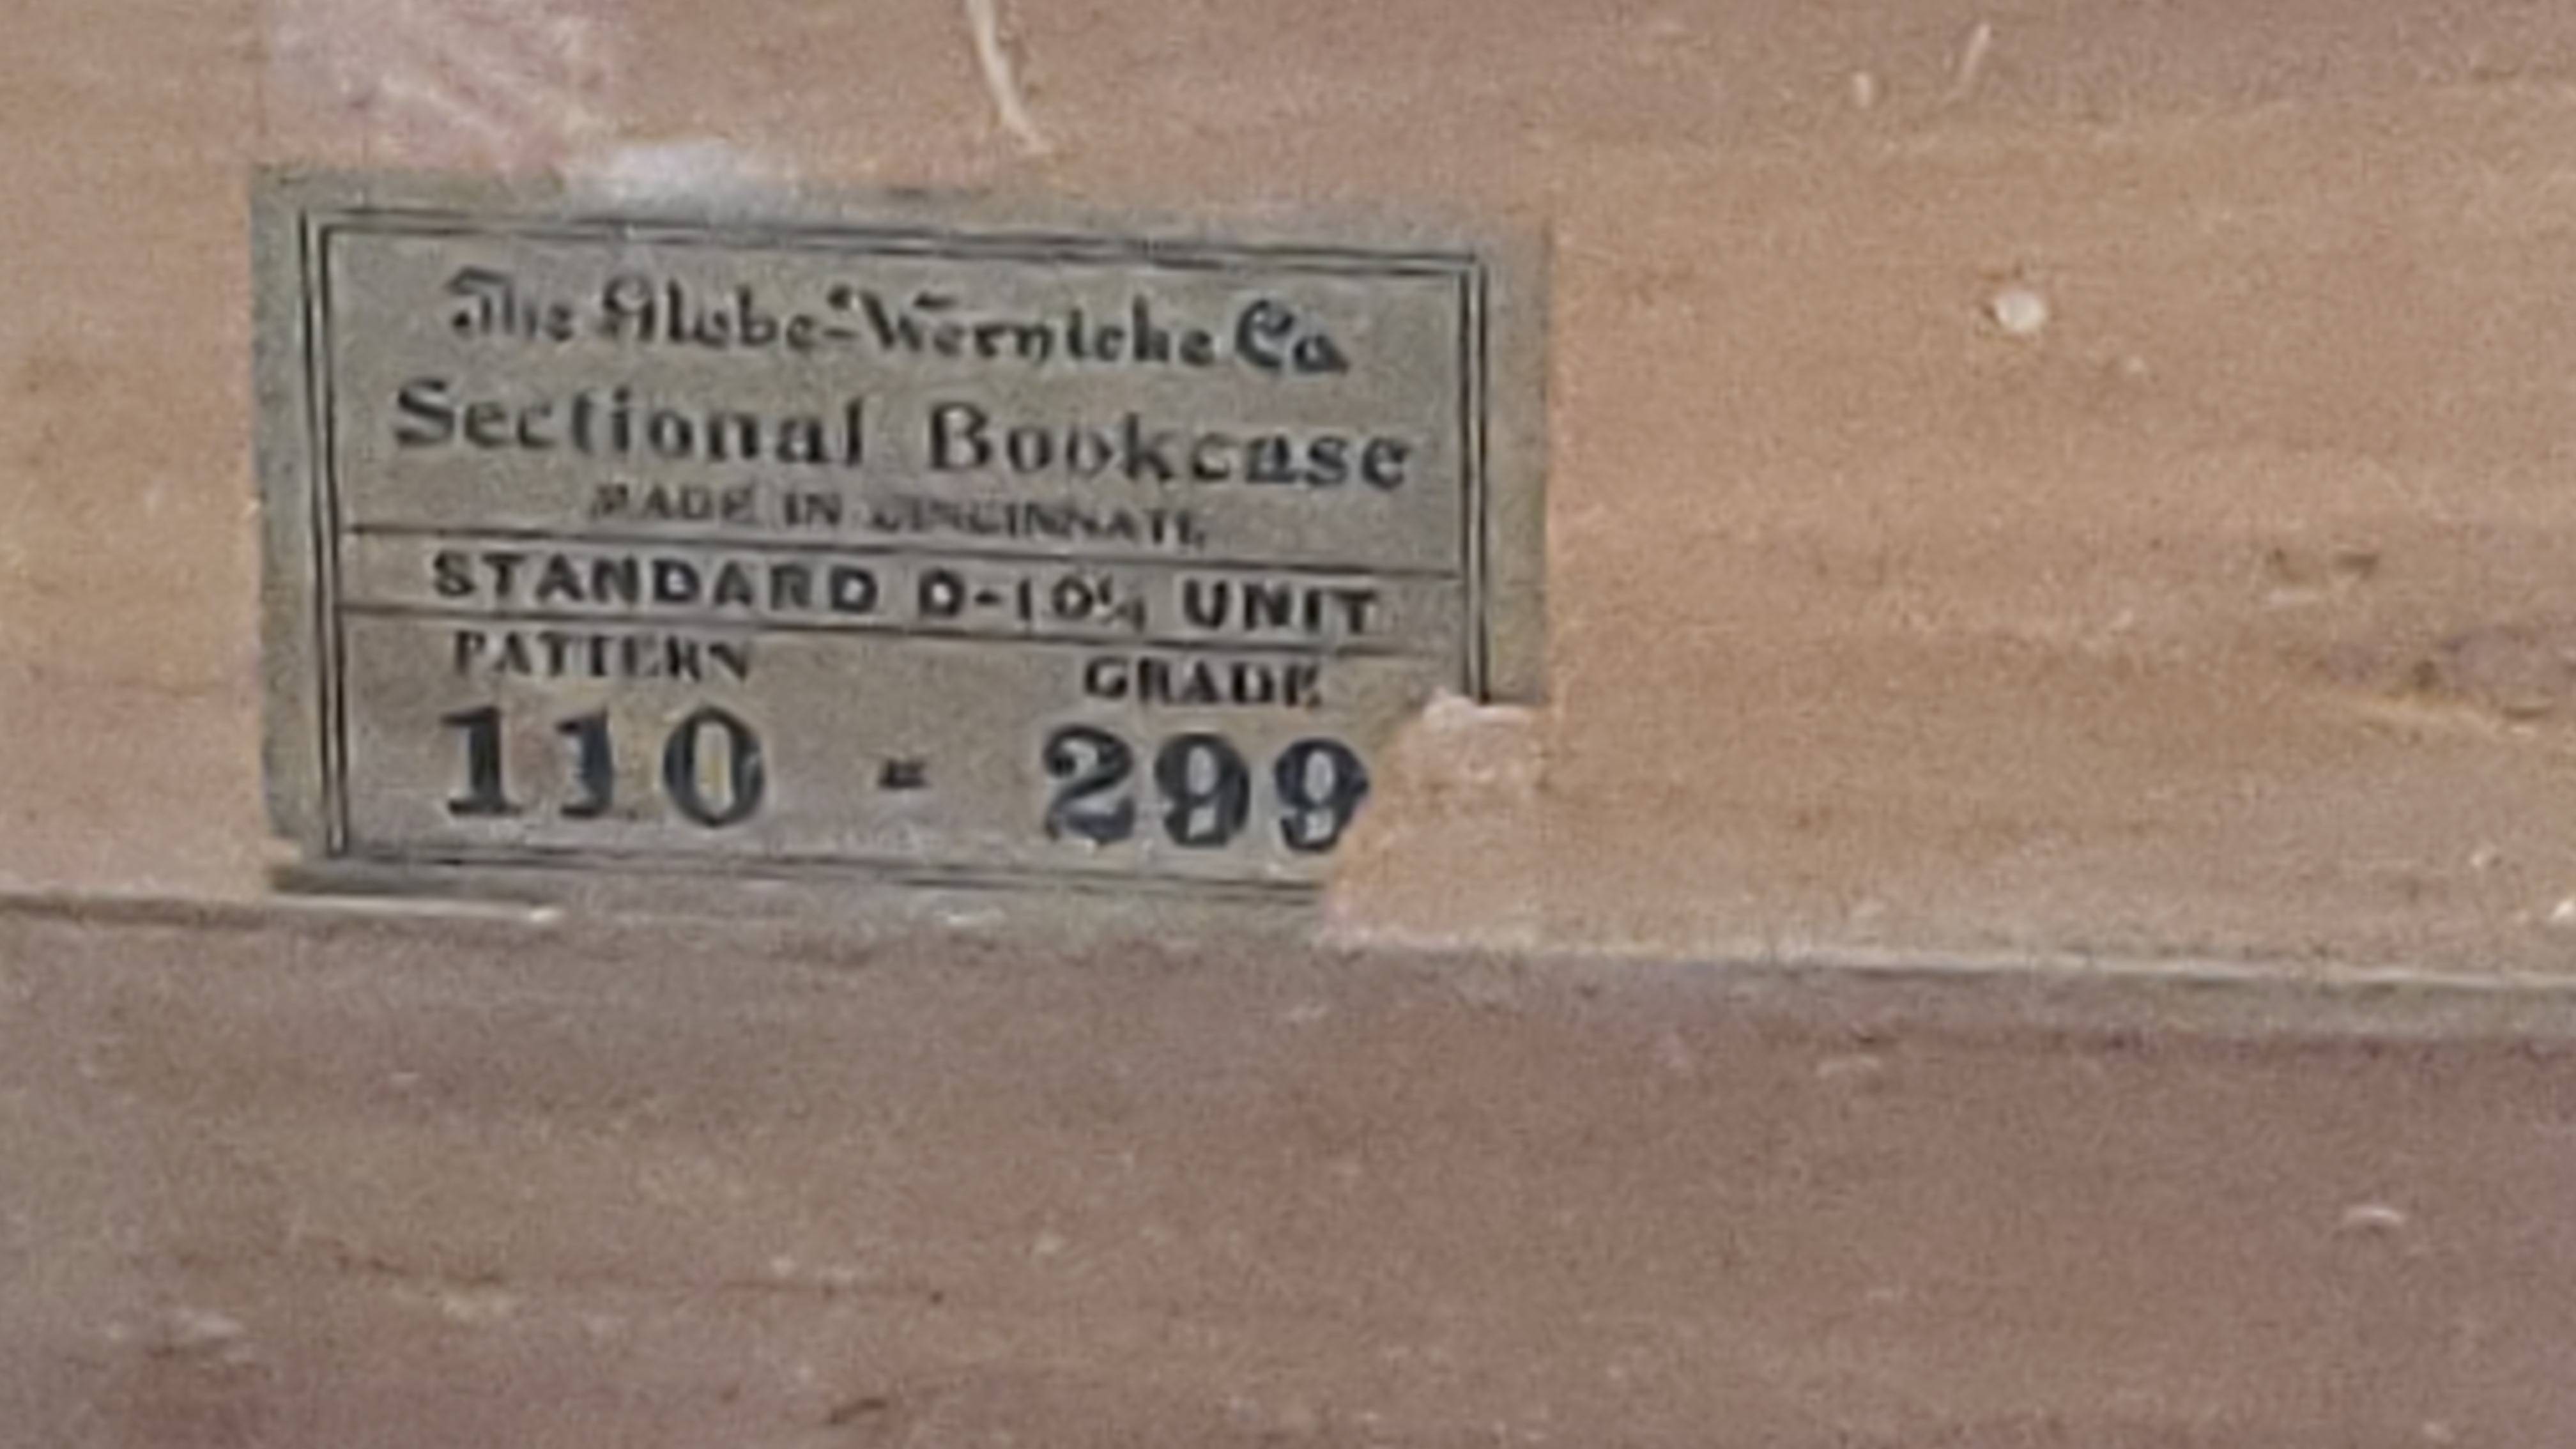 The Globe-Wernicke Co
Sectional Bookcase
MADE IN CINCINNATI
STANDARD D-10¼ UNIT
PATTERN GRADE
110 - 299